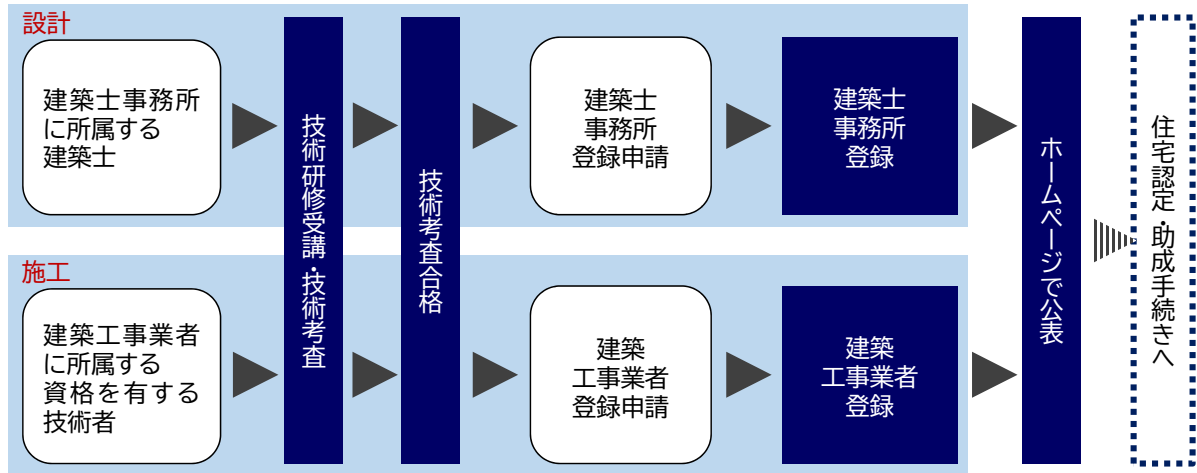 設計
建築士事務所
に所属する
建築士
技術研修受講・技術考査
技術考査合格
建築士
事務所
登録申請
建築士
事務所
登録
ホームページで公表
住宅認定・助成手続きへ
施工
建築工事業者
に所属する
資格を有する
技術者
建築
工事業者
登録申請
建築
工事業者
登録